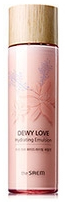 DEWY LOVE
Hydrating Emulsion
the SAEM